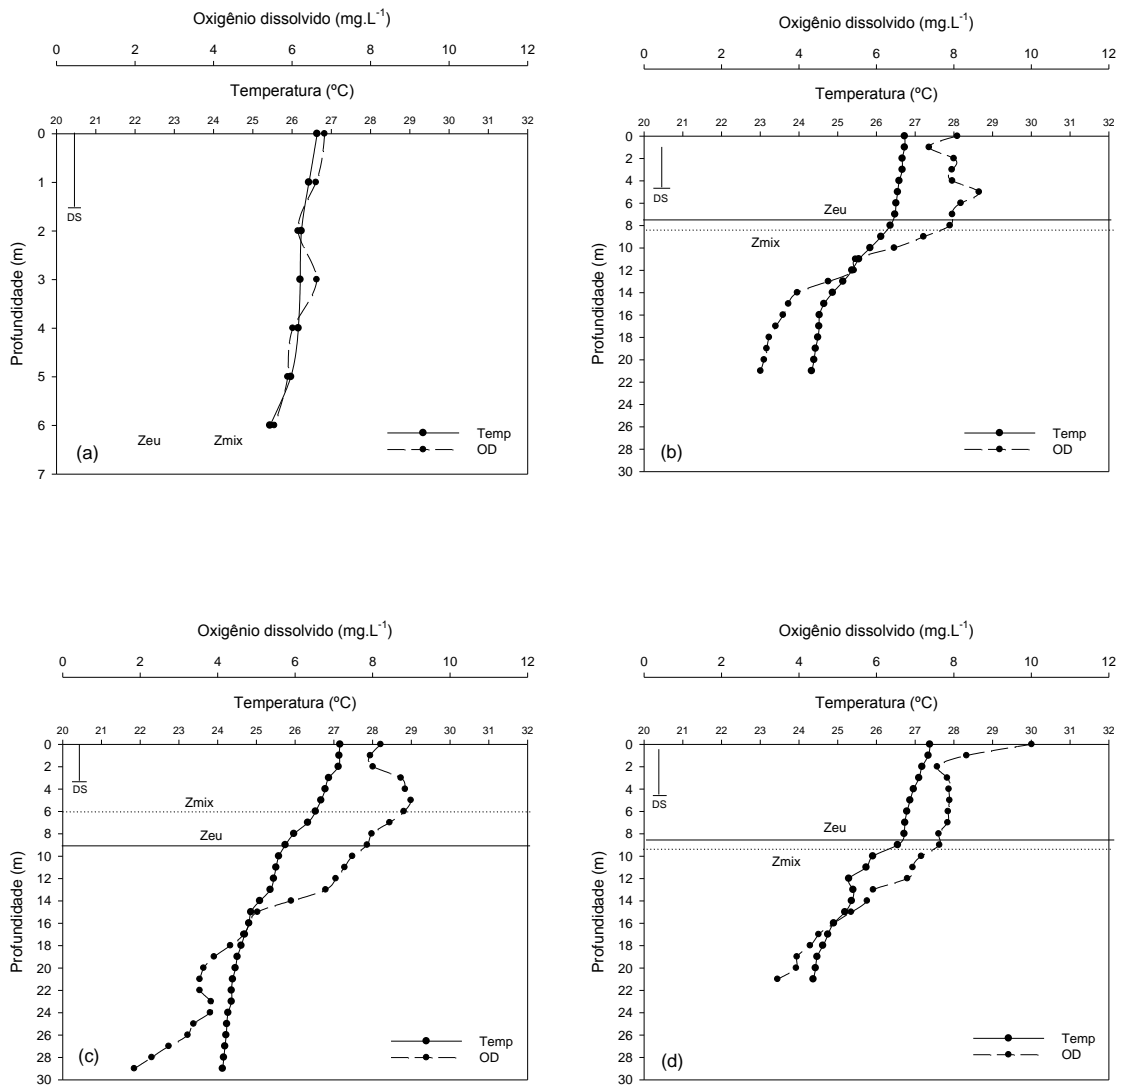 Oxigênio dissolvido (mg.L-1)
0 2 4 6 8 10 12
Temperatura (ºC)
20 21 22 23 24 25 26 27 28 29 30 31 32
0
1
2
3
4
5
6
7
Profundidade (m)
DS
Zeu Zmix
(a)
Temp
OD
Oxigênio dissolvido (mg.L-1)
0 2 4 6 8 10 12
Temperatura (ºC)
20 21 22 23 24 25 26 27 28 29 30 31 32
0
2
4
6
8
10
12
14
16
18
20
22
24
26
28
30
Profundidade (m)
DS
Zeu
Zmix
(b)
Temp
OD
Oxigênio dissolvido (mg.L-1)
0 2 4 6 8 10 12
Temperatura (ºC)
20 21 22 23 24 25 26 27 28 29 30 31 32
0
2
4
6
8
10
12
14
16
18
20
22
24
26
28
30
Profundidade (m)
DS
Zmix
Zeu
(c)
Temp
OD
Oxigênio dissolvido (mg.L-1)
0 2 4 6 8 10 12
Temperatura (ºC)
20 21 22 23 24 25 26 27 28 29 30 31 32
0
2
4
6
8
10
12
14
16
18
20
22
24
26
28
30
Profundidade (m)
DS
Zeu
Zmix
(d)
Temp
OD